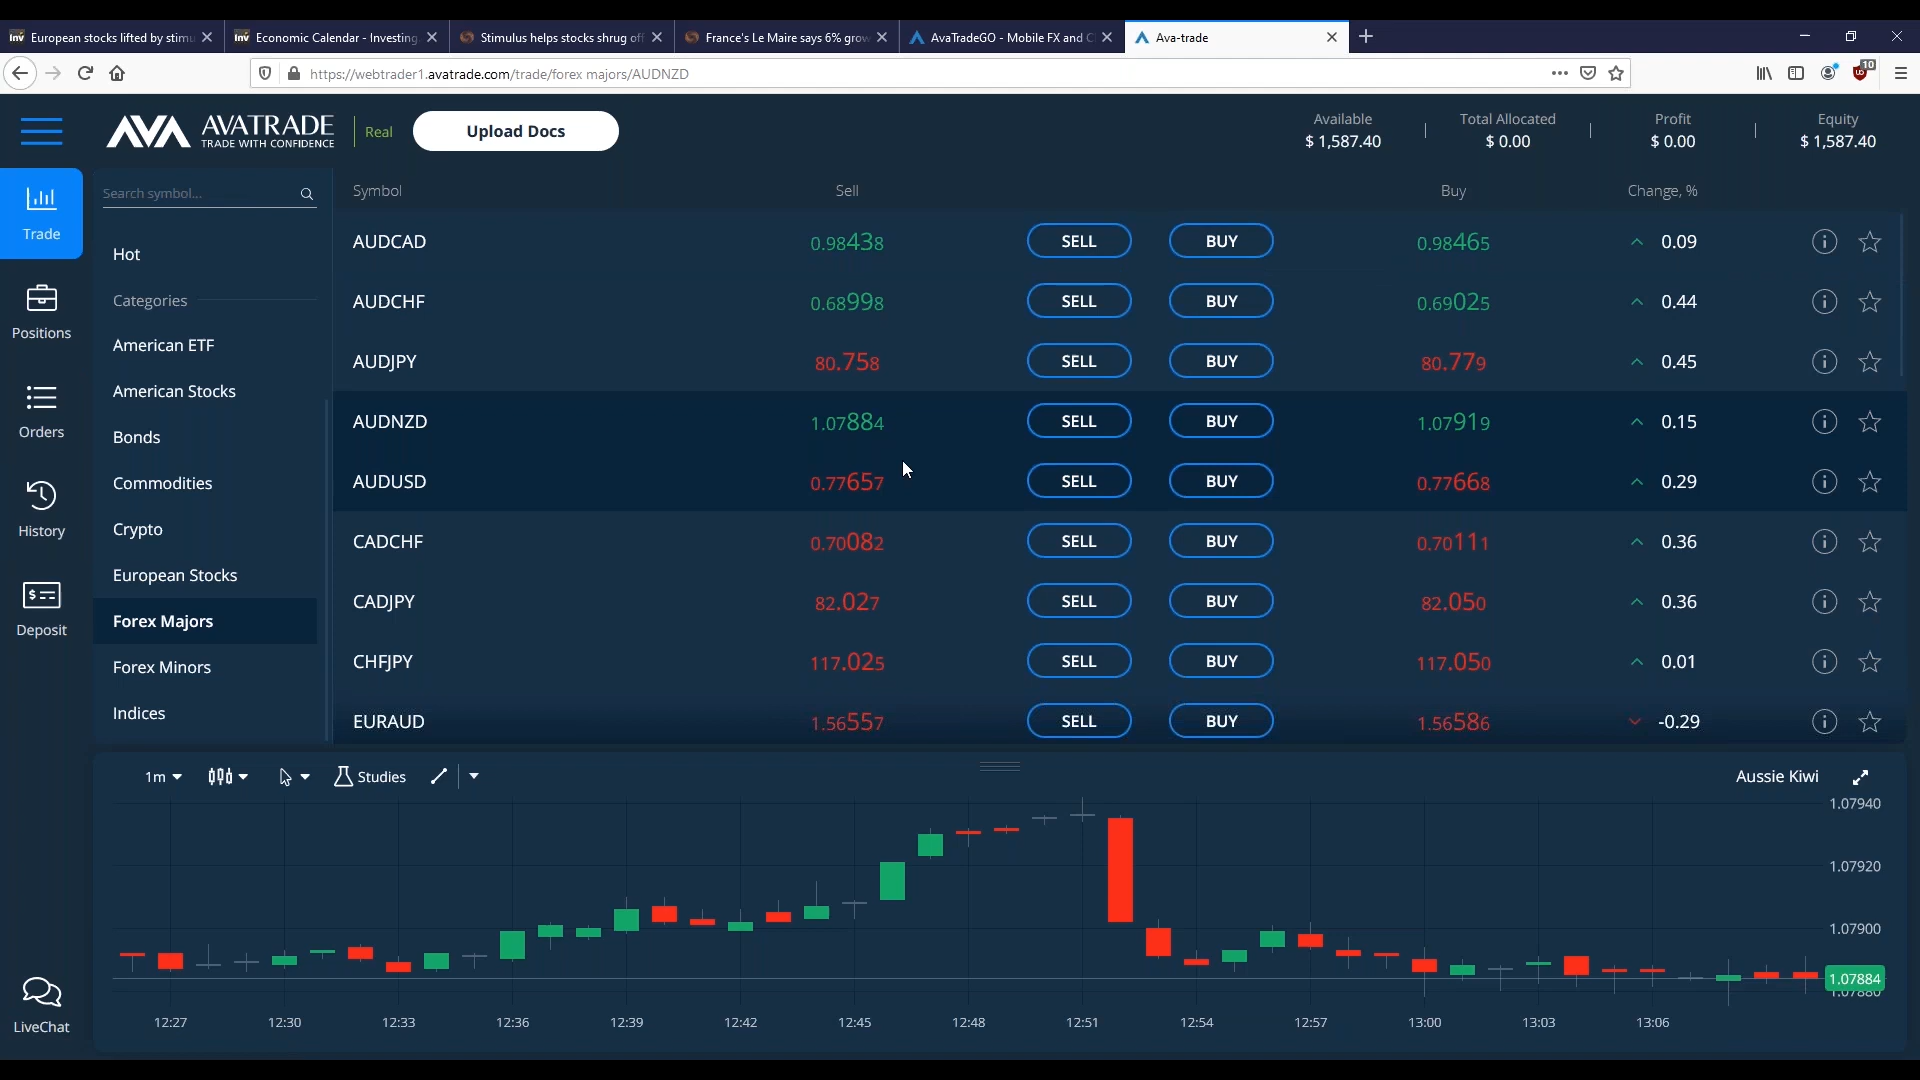 European stocks lifted by stimu
Economic Calendar - Investing.
Stimulus helps stocks shrug off
France's Le Maire says 6% grow
AvaTradeGO - Mobile FX and C
Ava-trade
https://webtrader1.avatrade.com/trade/forex majors/AUDNZD
10
AVA AVATRADE
TRADE WITH CONFIDENCE
Real
Upload Docs
Available
$ 1,587.40
Total Allocated
$ 0.00
Profit
$ 0.00
Equity
$ 1,587.40
Trade
Positions
Orders
History
Deposit
LiveChat
Search symbol...
Hot
Categories
American ETF
American Stocks
Bonds
Commodities
Crypto
European Stocks
Forex Majors
Forex Minors
Indices
Symbol Sell Buy Change, %
AUDCAD 0.98438 SELL BUY 0.98465 0.09
AUDCHF 0.68998 SELL BUY 0.69025 0.44
AUDJPY 80.758 SELL BUY 80.779 0.45
AUDNZD 1.07884 SELL BUY 1.07919 0.15
AUDUSD 0.77657 SELL BUY 0.77668 0.29
CADCHF 0.70082 SELL BUY 0.70111 0.36
CADJPY 82.027 SELL BUY 82.050 0.36
CHFJPY 117.025 SELL BUY 117.050 0.01
EURAUD 1.56557 SELL BUY 1.56586 -0.29
1m Studies Aussie Kiwi
1.07940
1.07920
1.07900
1.07884
1.07880
12:27 12:30 12:33 12:36 12:39 12:42 12:45 12:48 12:51 12:54 12:57 13:00 13:03 13:06